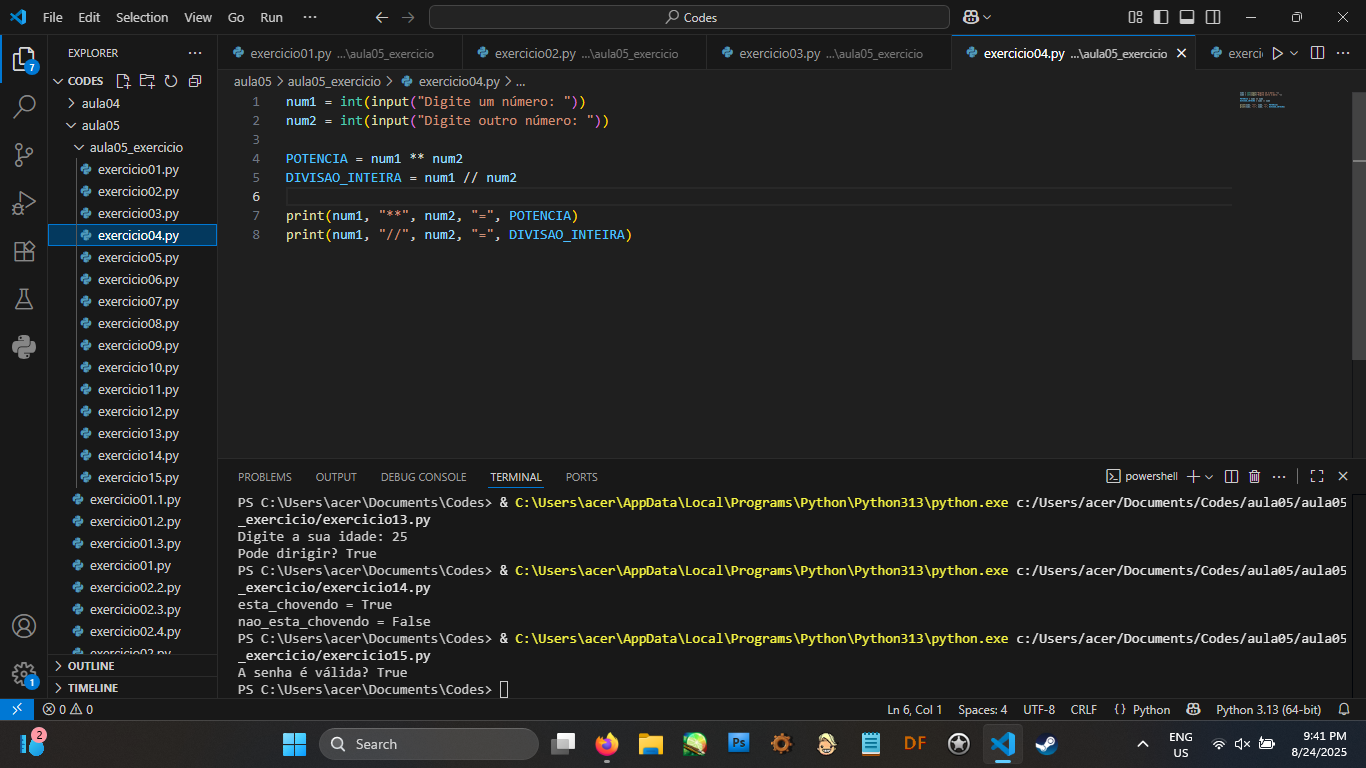 File Edit Selection View Go Run ··· Codes
EXPLORER ···
CODES
aula04
aula05
aula05_exercicio
exercicio01.py
exercicio02.py
exercicio03.py
exercicio04.py
exercicio05.py
exercicio06.py
exercicio07.py
exercicio08.py
exercicio09.py
exercicio10.py
exercicio11.py
exercicio12.py
exercicio13.py
exercicio14.py
exercicio15.py
exercicio01.1.py
exercicio01.2.py
exercicio01.3.py
exercicio01.py
exercicio02.2.py
exercicio02.3.py
exercicio02.4.py
exercicio02.py
OUTLINE
TIMELINE
7
1
exercicio01.py ...\aula05_exercicio exercicio02.py ...\aula05_exercicio exercicio03.py ...\aula05_exercicio exercicio04.py ...\aula05_exercicio exerci
aula05 > aula05_exercicio > exercicio04.py > ...
1 num1 = int(input("Digite um número: "))
2 num2 = int(input("Digite outro número: "))
3
4 POTENCIA = num1 ** num2
5 DIVISAO_INTEIRA = num1 // num2
6
7 print(num1, "**", num2, "=", POTENCIA)
8 print(num1, "//", num2, "=", DIVISAO_INTEIRA)
PROBLEMS OUTPUT DEBUG CONSOLE TERMINAL PORTS powershell
PS C:\Users\acer\Documents\Codes> & C:\Users\acer\AppData\Local\Programs\Python\Python313\python.exe c:/Users/acer/Documents/Codes/aula05/aula05
_exercicio/exercicio13.py
Digite a sua idade: 25
Pode dirigir? True
PS C:\Users\acer\Documents\Codes> & C:\Users\acer\AppData\Local\Programs\Python\Python313\python.exe c:/Users/acer/Documents/Codes/aula05/aula05
_exercicio/exercicio14.py
esta_chovendo = True
nao_esta_chovendo = False
PS C:\Users\acer\Documents\Codes> & C:\Users\acer\AppData\Local\Programs\Python\Python313\python.exe c:/Users/acer/Documents/Codes/aula05/aula05
_exercicio/exercicio15.py
A senha é válida? True
PS C:\Users\acer\Documents\Codes>
0 0 Ln 6, Col 1 Spaces: 4 UTF-8 CRLF {} Python Python 3.13 (64-bit)
2 Search Ps DF ENG 9:41 PM
US 8/24/2025